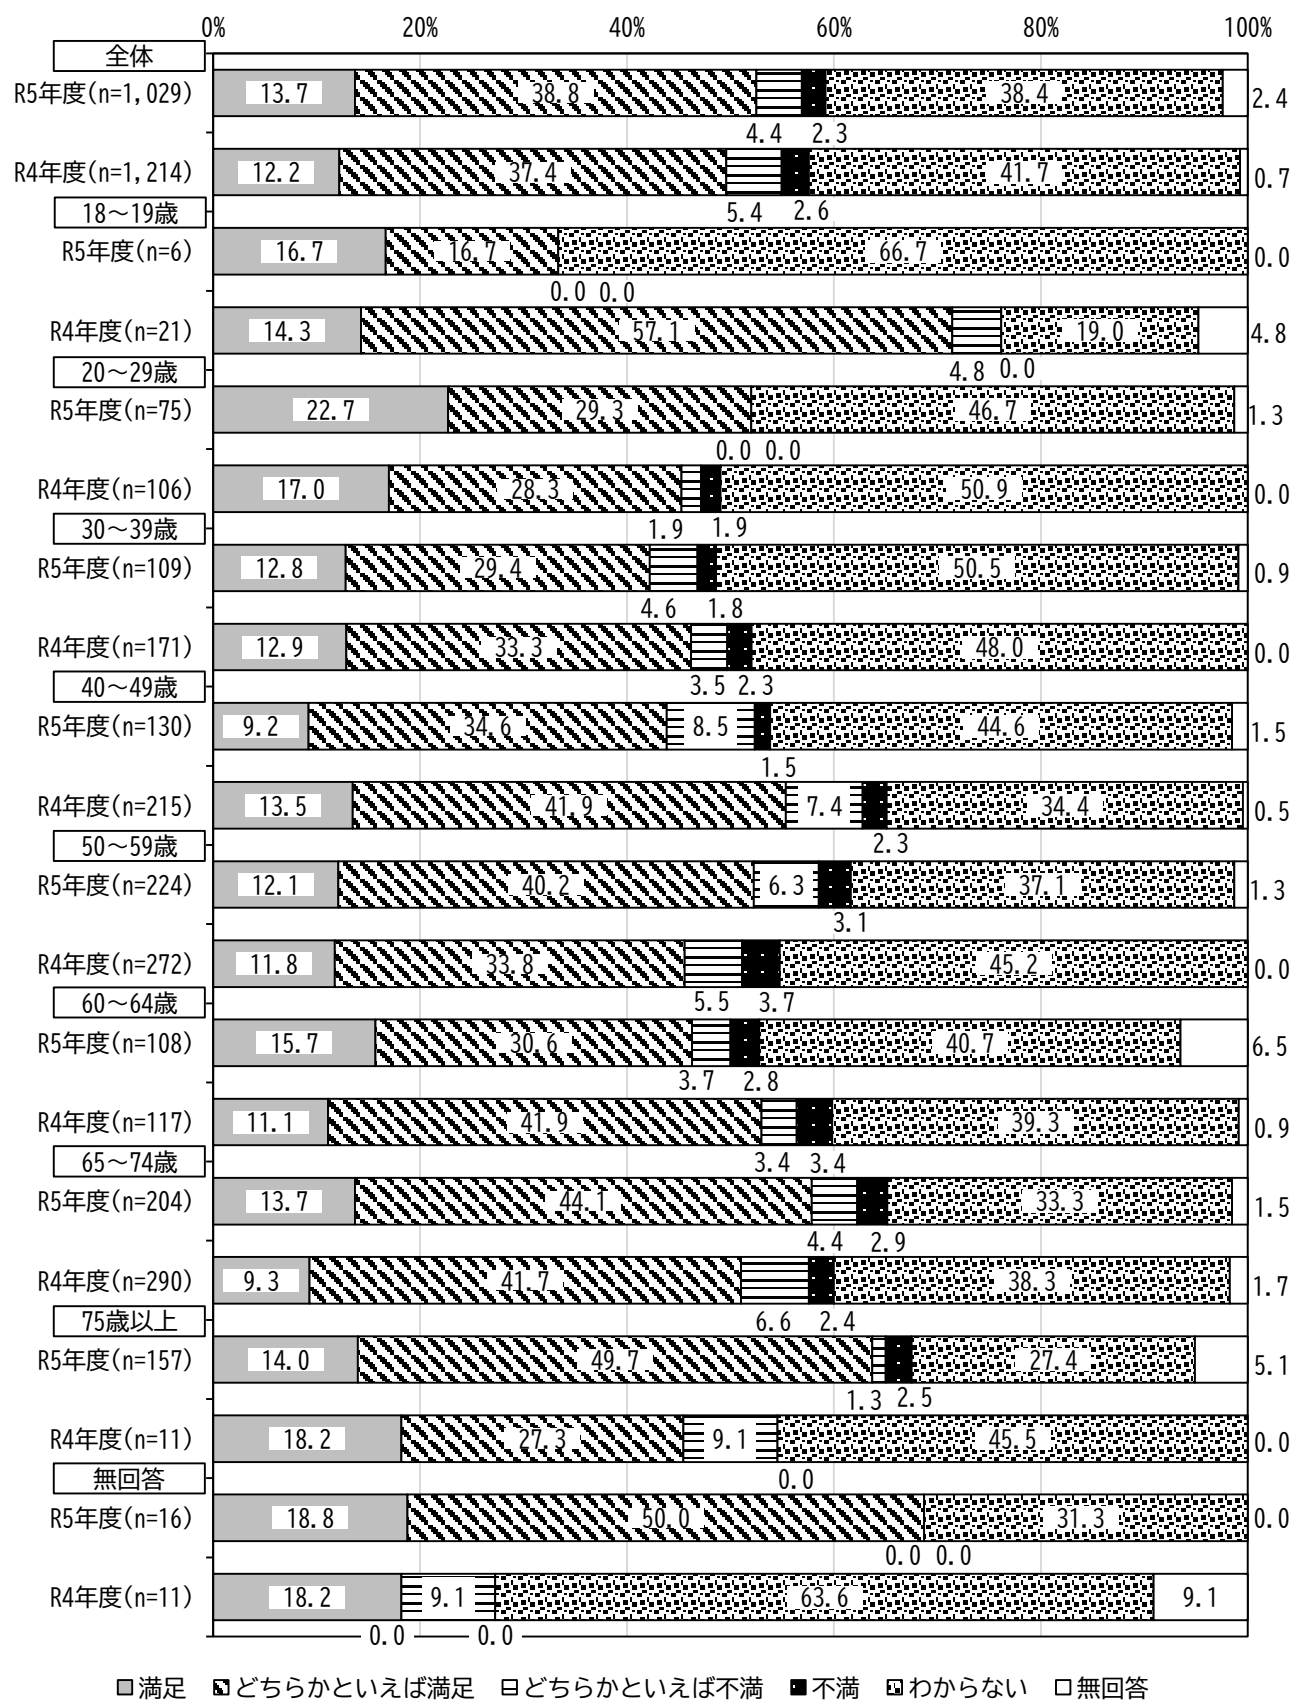 0% 20% 40% 60% 80% 100%
全体
R5年度(n=1,029) 13.7 38.8 38.4 2.4
4.4 2.3
R4年度(n=1,214) 12.2 37.4 41.7 0.7
18～19歳 5.4 2.6
R5年度(n=6) 16.7 16.7 66.7 0.0
0.0 0.0
R4年度(n=21) 14.3 57.1 19.0 4.8
20～29歳 4.8 0.0
R5年度(n=75) 22.7 29.3 46.7 1.3
0.0 0.0
R4年度(n=106) 17.0 28.3 50.9 0.0
30～39歳 1.9 1.9
R5年度(n=109) 12.8 29.4 50.5 0.9
4.6 1.8
R4年度(n=171) 12.9 33.3 48.0 0.0
40～49歳 3.5 2.3
R5年度(n=130) 9.2 34.6 8.5 44.6 1.5
1.5
R4年度(n=215) 13.5 41.9 7.4 34.4 0.5
50～59歳 2.3
R5年度(n=224) 12.1 40.2 6.3 37.1 1.3
3.1
R4年度(n=272) 11.8 33.8 45.2 0.0
60～64歳 5.5 3.7
R5年度(n=108) 15.7 30.6 40.7 6.5
3.7 2.8
R4年度(n=117) 11.1 41.9 39.3 0.9
65～74歳 3.4 3.4
R5年度(n=204) 13.7 44.1 33.3 1.5
4.4 2.9
R4年度(n=290) 9.3 41.7 38.3 1.7
75歳以上 6.6 2.4
R5年度(n=157) 14.0 49.7 27.4 5.1
1.3 2.5
R4年度(n=11) 18.2 27.3 9.1 45.5 0.0
無回答 0.0
R5年度(n=16) 18.8 50.0 31.3 0.0
0.0 0.0
R4年度(n=11) 18.2 9.1 63.6 9.1
0.0 0.0
満足 どちらかといえば満足 どちらかといえば不満 不満 わからない 無回答